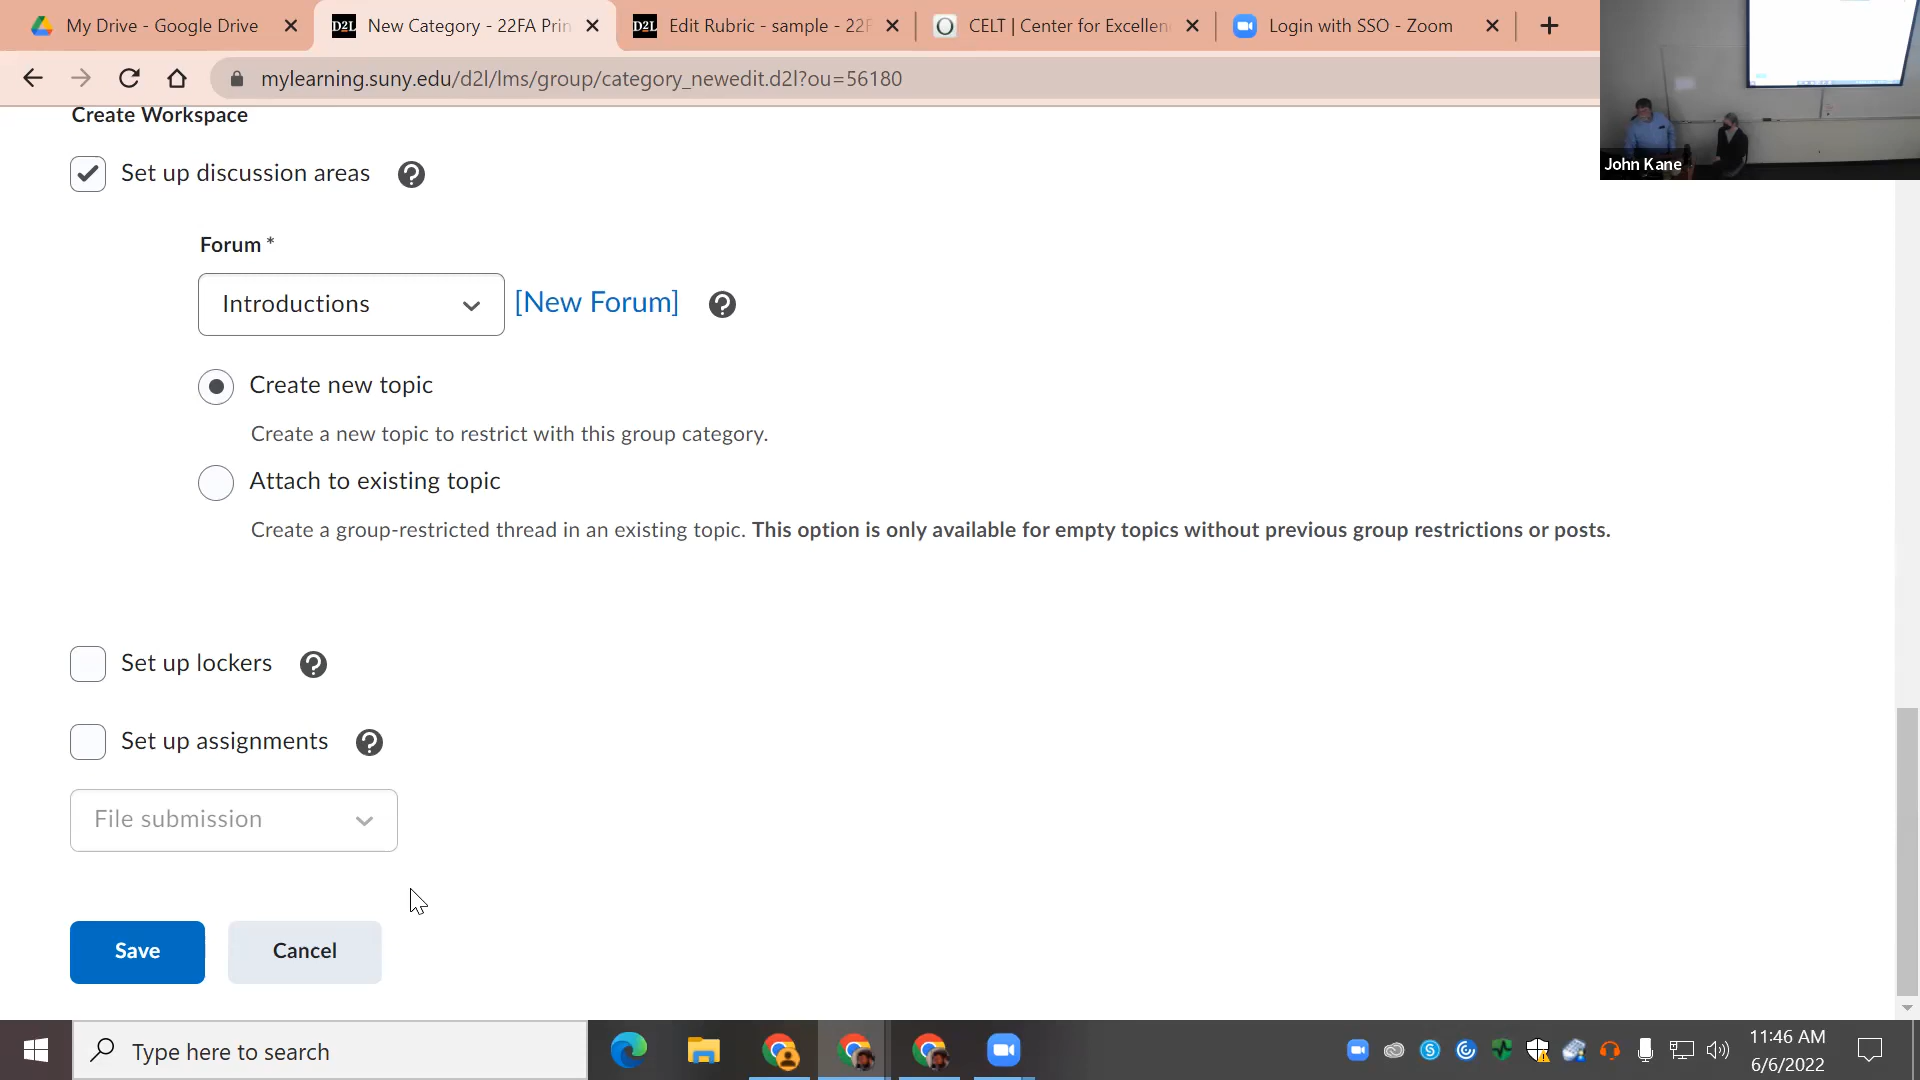 My Drive - Google Drive
D2L New Category - 22FA Prin
D2L Edit Rubric - sample - 22F
CELT | Center for Excellen
Login with SSO - Zoom
mylearning.suny.edu/d2l/lms/group/category_newedit.d2l?ou=56180
John Kane
Create Workspace
Set up discussion areas
Forum *
Introductions
[New Forum]
Create new topic
Create a new topic to restrict with this group category.
Attach to existing topic
Create a group-restricted thread in an existing topic. This option is only available for empty topics without previous group restrictions or posts.
Set up lockers
Set up assignments
File submission
Save
Cancel
Type here to search
11:46 AM
6/6/2022